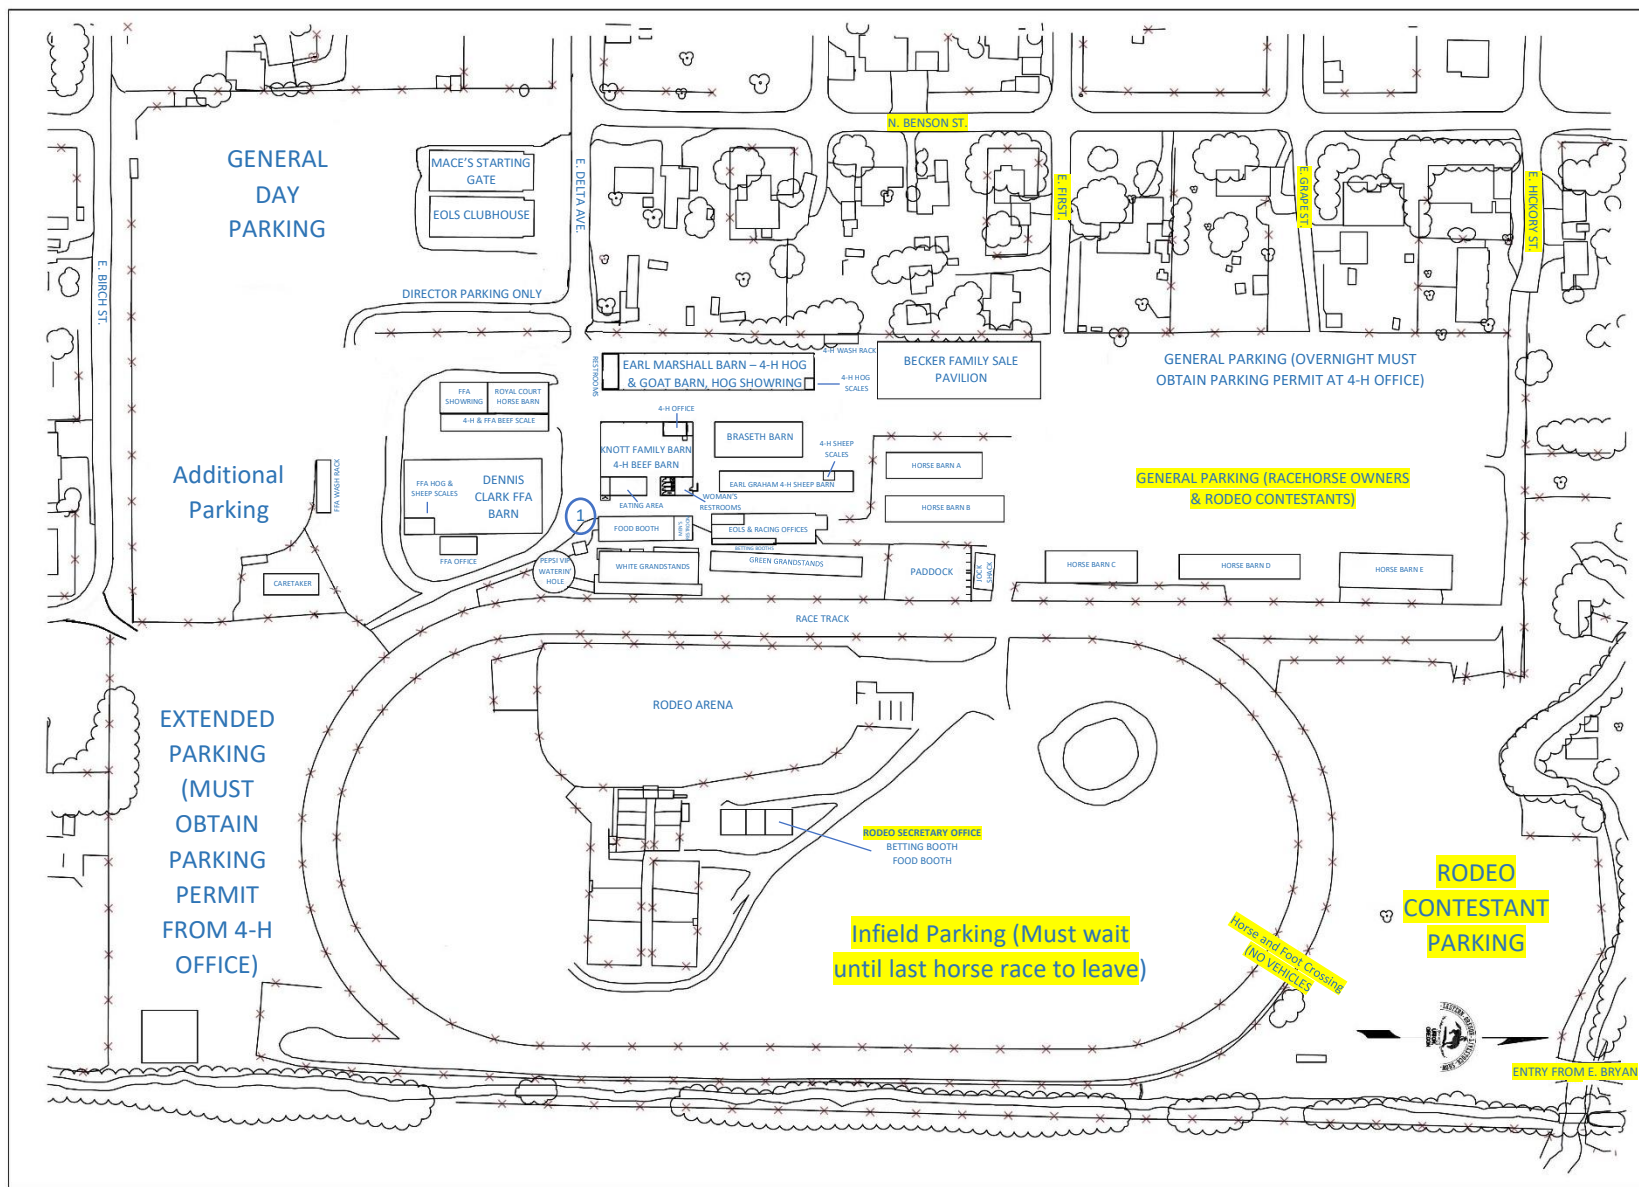 N. BENSON ST.
GENERAL
DAY
PARKING
MACE'S STARTING
GATE
EOLS CLUBHOUSE
E. DELTA AVE.
E. FIRST.
E. GRAPE ST.
E. HICKORY ST.
E. BIRCH ST.
DIRECTOR PARKING ONLY
RESTROOMS
EARL MARSHALL BARN – 4-H HOG
& GOAT BARN, HOG SHOWRING
4-H WASH RACK
4-H HOG
SCALES
BECKER FAMILY SALE
PAVILION
GENERAL PARKING (OVERNIGHT MUST
OBTAIN PARKING PERMIT AT 4-H OFFICE)
FFA
SHOWRING
ROYAL COURT
HORSE BARN
4-H & FFA BEEF SCALE
4-H OFFICE
KNOTT FAMILY BARN
4-H BEEF BARN
BRASETH BARN
4-H SHEEP
SCALES
EARL GRAHAM 4-H SHEEP BARN
HORSE BARN A
HORSE BARN B
GENERAL PARKING (RACEHORSE OWNERS
& RODEO CONTESTANTS)
Additional
Parking
FFA WASH RACK
FFA HOG &
SHEEP SCALES
DENNIS
CLARK FFA
BARN
EATING AREA
WOMAN'S
RESTROOMS
1
FOOD BOOTH
MEN'S
RESTROOM
EOLS & RACING OFFICES
BETTING BOOTHS
FFA OFFICE
CARETAKER
PEPSI VIP
WATERIN'
HOLE
WHITE GRANDSTANDS
GREEN GRANDSTANDS
PADDOCK
JOCK
SHACK
HORSE BARN C
HORSE BARN D
HORSE BARN E
RACE TRACK
RODEO ARENA
EXTENDED
PARKING
(MUST
OBTAIN
PARKING
PERMIT
FROM 4-H
OFFICE)
RODEO SECRETARY OFFICE
BETTING BOOTH
FOOD BOOTH
Infield Parking (Must wait
until last horse race to leave)
Horse and Foot Crossing
(NO VEHICLES
RODEO
CONTESTANT
PARKING
ENTRY FROM E. BRYAN